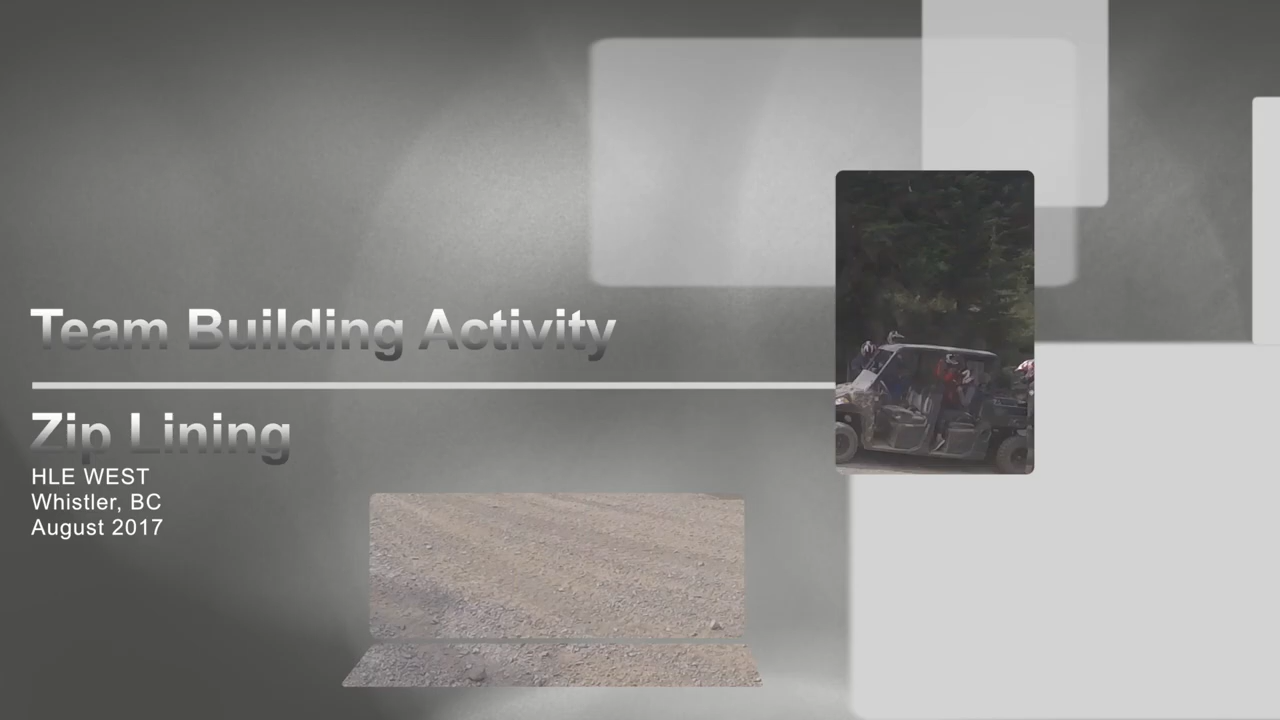 Team Building Activity
Zip Lining
HLE WEST
Whistler, BC
August 2017